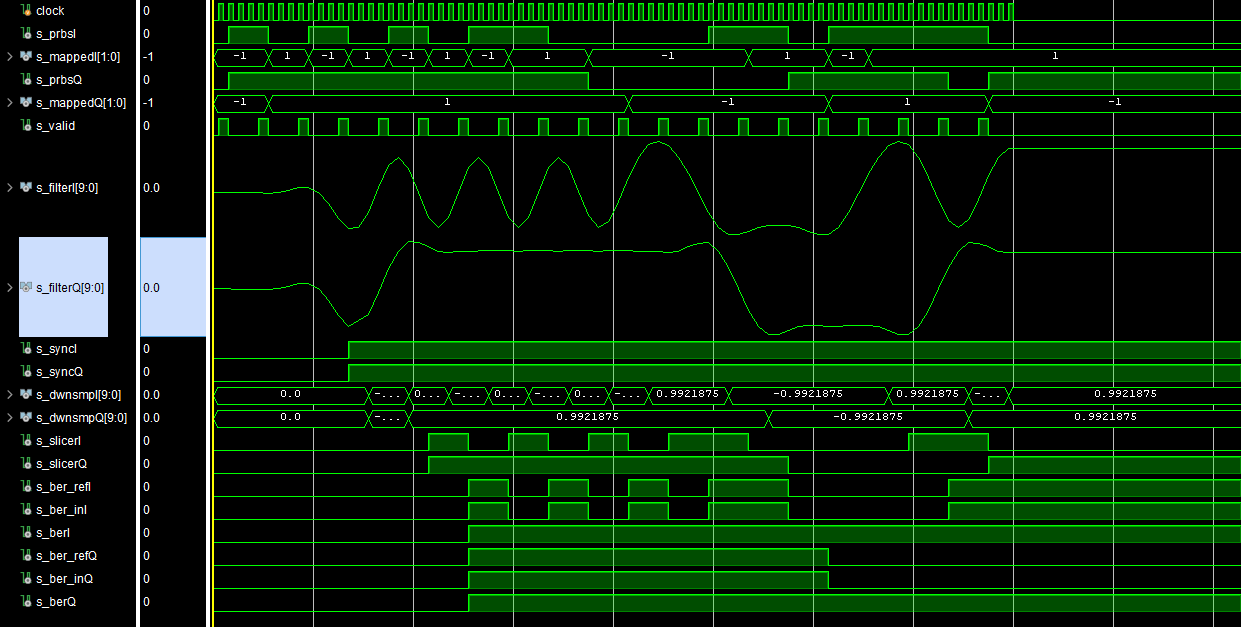 clock 0
s_prbsI 0
s_mappedI[1:0] -1 -1 1 -1 1 -1 1 -1 1 -1 1 -1 1
s_prbsQ 0
s_mappedQ[1:0] -1 -1 1 -1 1 -1
s_valid 0
s_filterI[9:0] 0.0
s_filterQ[9:0] 0.0
s_syncI 0
s_syncQ 0
s_dwnsmpI[9:0] 0.0 0.0 -... 0... -... 0... -... 0... -... 0.9921875 -0.9921875 0.9921875 -... 0.9921875
s_dwnsmpQ[9:0] 0.0 0.0 -... 0.9921875 -0.9921875 0.9921875
s_slicerI 0
s_slicerQ 0
s_ber_refI 0
s_ber_inI 0
s_berI 0
s_ber_refQ 0
s_ber_inQ 0
s_berQ 0